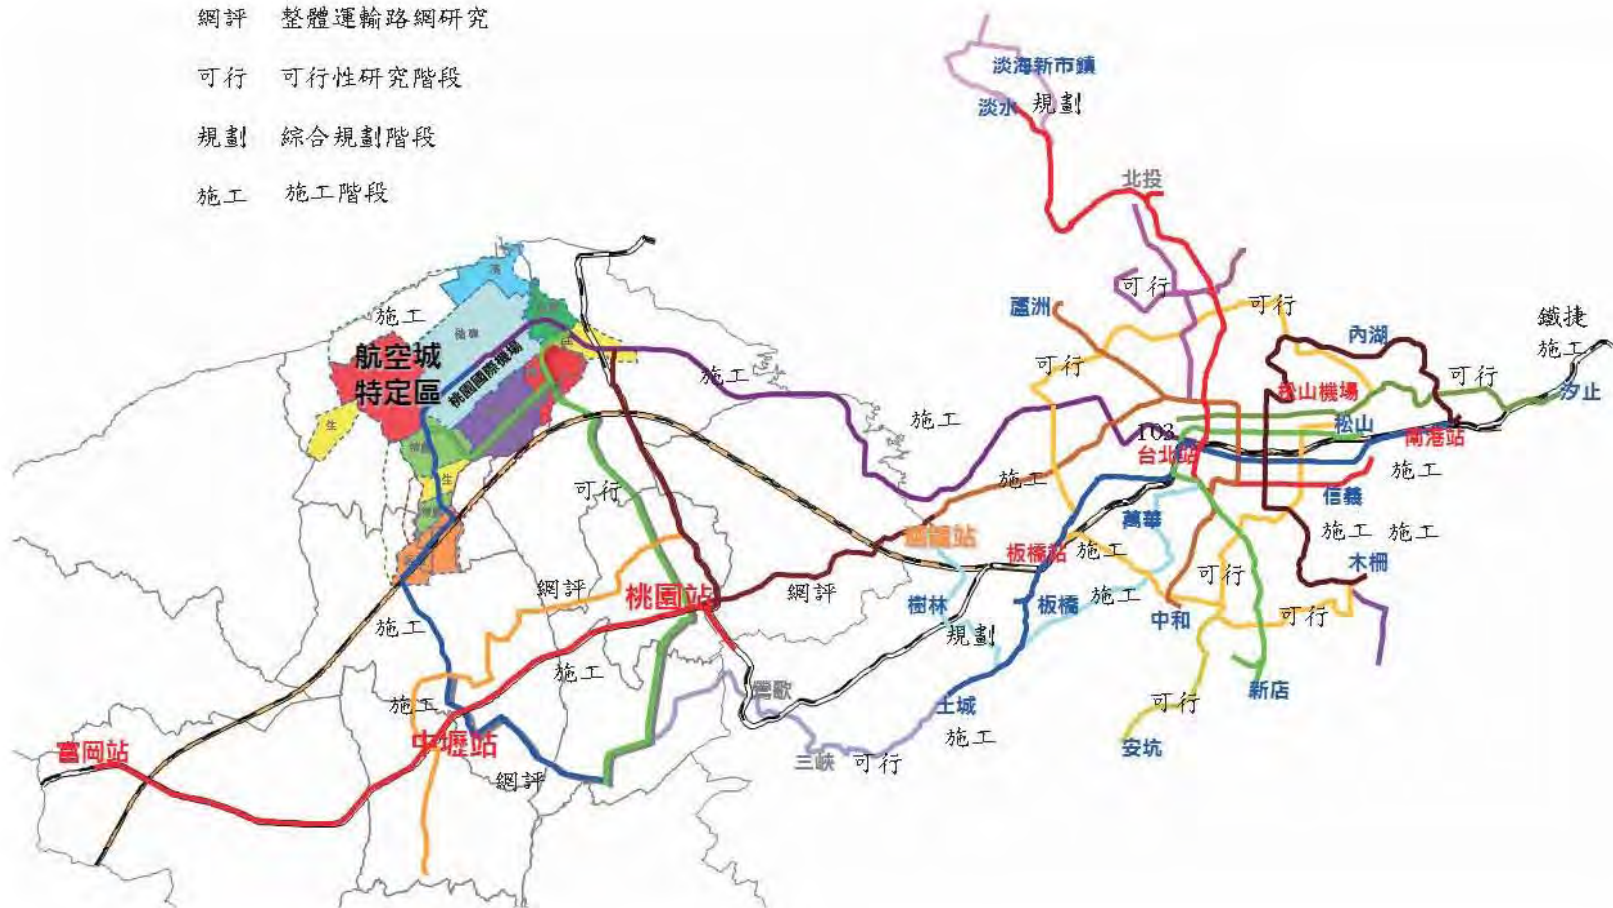 網評 整體運輸路網研究
可行 可行性研究階段
規劃 綜合規劃階段
施工 施工階段
淡海新市鎮
淡水 規劃
北投
可行
可行
蘆洲
可行
內湖
鐵捷
施工
可行
汐止
松山機場
松山
南港站
施工
航空城
特定區
桃園國際機場
生
生
施工
施工
103
台北站
施工
信義
可行
萬華
施工 施工
板橋站
施工
木柵
可行
網評
桃園站
網評
樹林
板橋
施工
中和
可行
規劃
施工
施工
鶯歌
土城
新店
施工
可行
施工
中壢站
富岡站
三峽 可行
安坑
網評